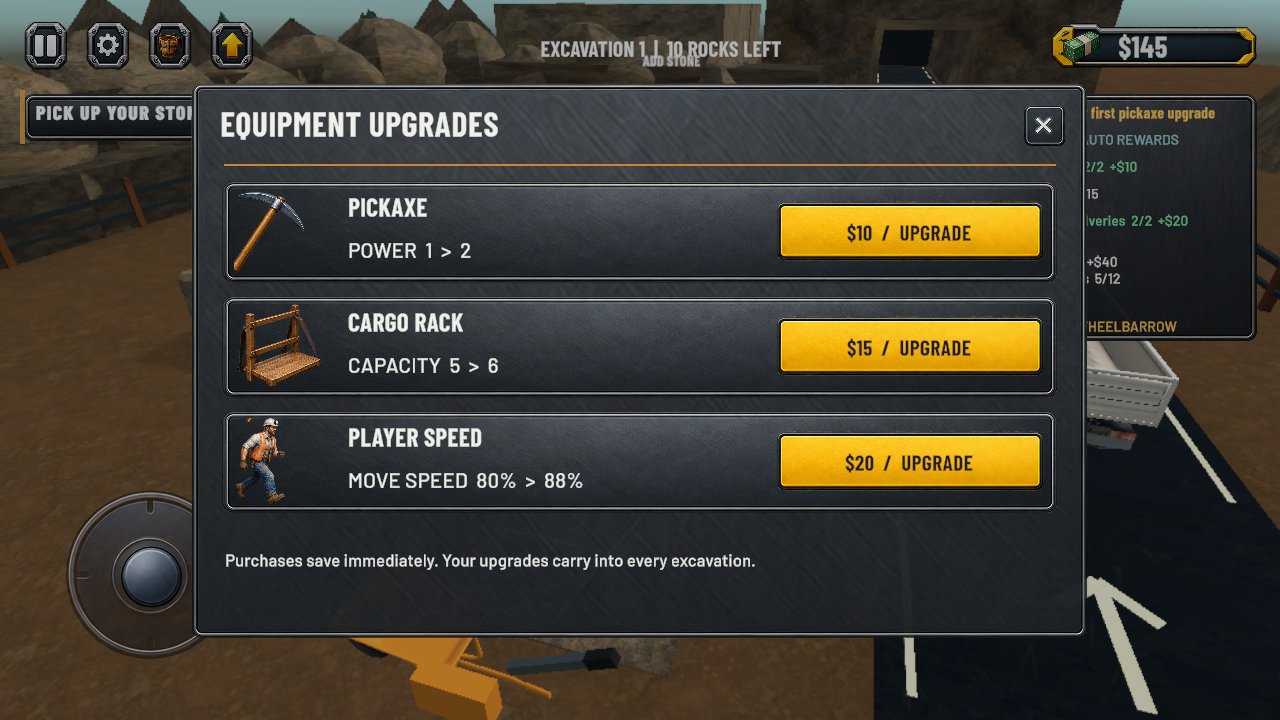 EXCAVATION 1 | 10 ROCKS LEFT
ADD STONE
$145
PICK UP YOUR
first pickaxe upgrade
AUTO REWARDS
2/2 +$10
15
2/2 +$20
+$40
5/12
WHEELBARROW
EQUIPMENT UPGRADES
PICKAXE
POWER 1 > 2
$10 / UPGRADE
CARGO RACK
CAPACITY 5 > 6
$15 / UPGRADE
PLAYER SPEED
MOVE SPEED 80% > 88%
$20 / UPGRADE
Purchases save immediately. Your upgrades carry into every excavation.